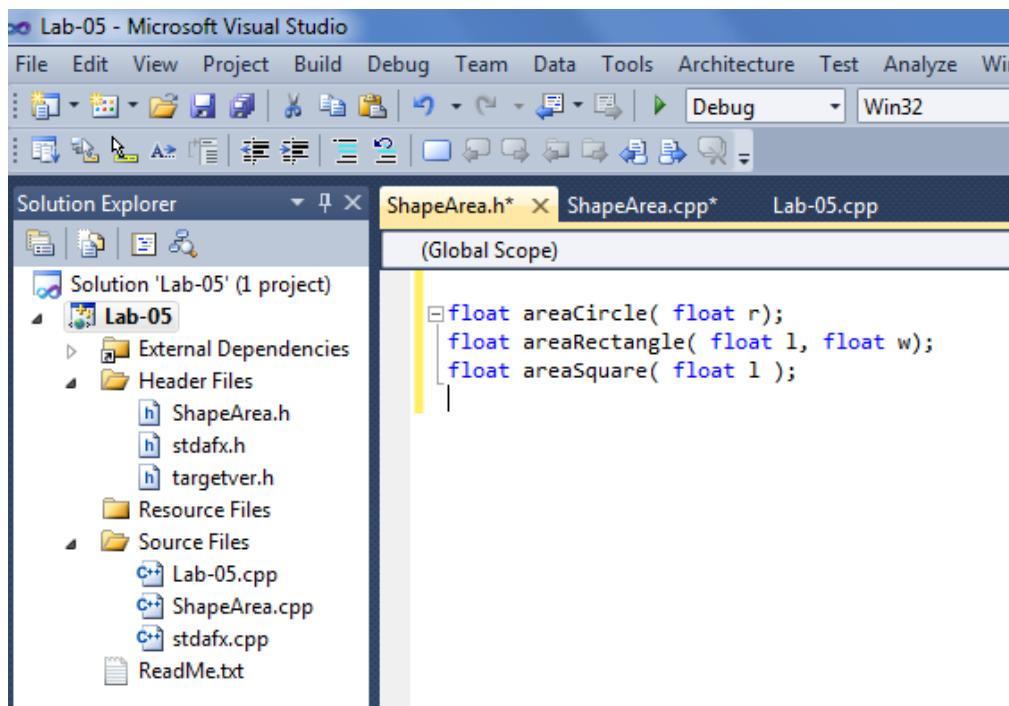 Lab-05 - Microsoft Visual Studio
File Edit View Project Build Debug Team Data Tools Architecture Test Analyze
Debug Win32
Solution Explorer
ShapeArea.h* ShapeArea.cpp* Lab-05.cpp
(Global Scope)
Solution 'Lab-05' (1 project)
Lab-05
External Dependencies
Header Files
ShapeArea.h
stdafx.h
targetver.h
Resource Files
Source Files
Lab-05.cpp
ShapeArea.cpp
stdafx.cpp
ReadMe.txt
float areaCircle( float r);
float areaRectangle( float l, float w);
float areaSquare( float l );